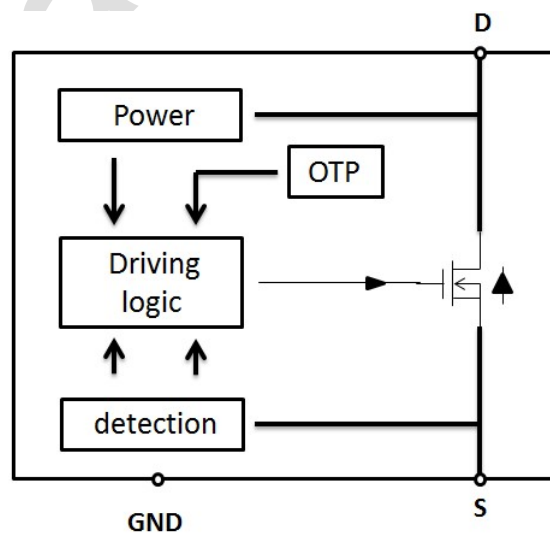 D
Power
OTP
Driving
logic
detection
GND
S